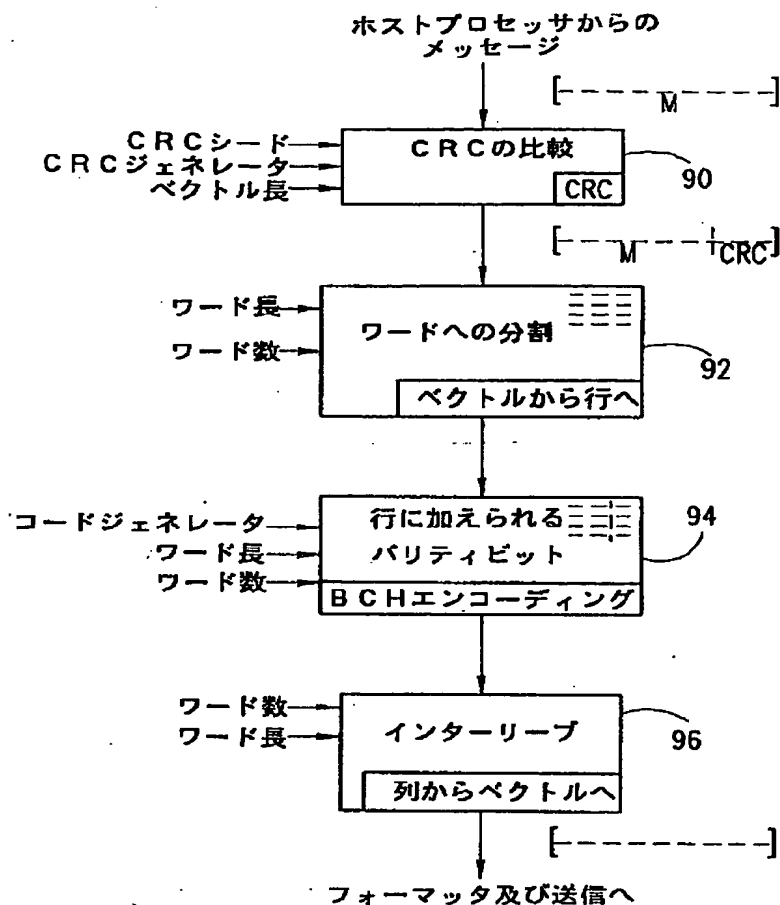 ホストプロセッサからの
メッセージ
[-----------]
M
CRCシード
CRCジェネレータ
ベクトル長
CRCの比較
CRC
90
[-----------]
M CRC
ワード長
ワード数
ワードへの分割
ベクトルから行へ
92
コードジェネレータ
ワード長
ワード数
行に加えられる
パリティビット
BCHエンコーディング
94
ワード数
ワード長
インターリーブ
列からベクトルへ
96
[-----------]
フォーマッタ及び送信へ